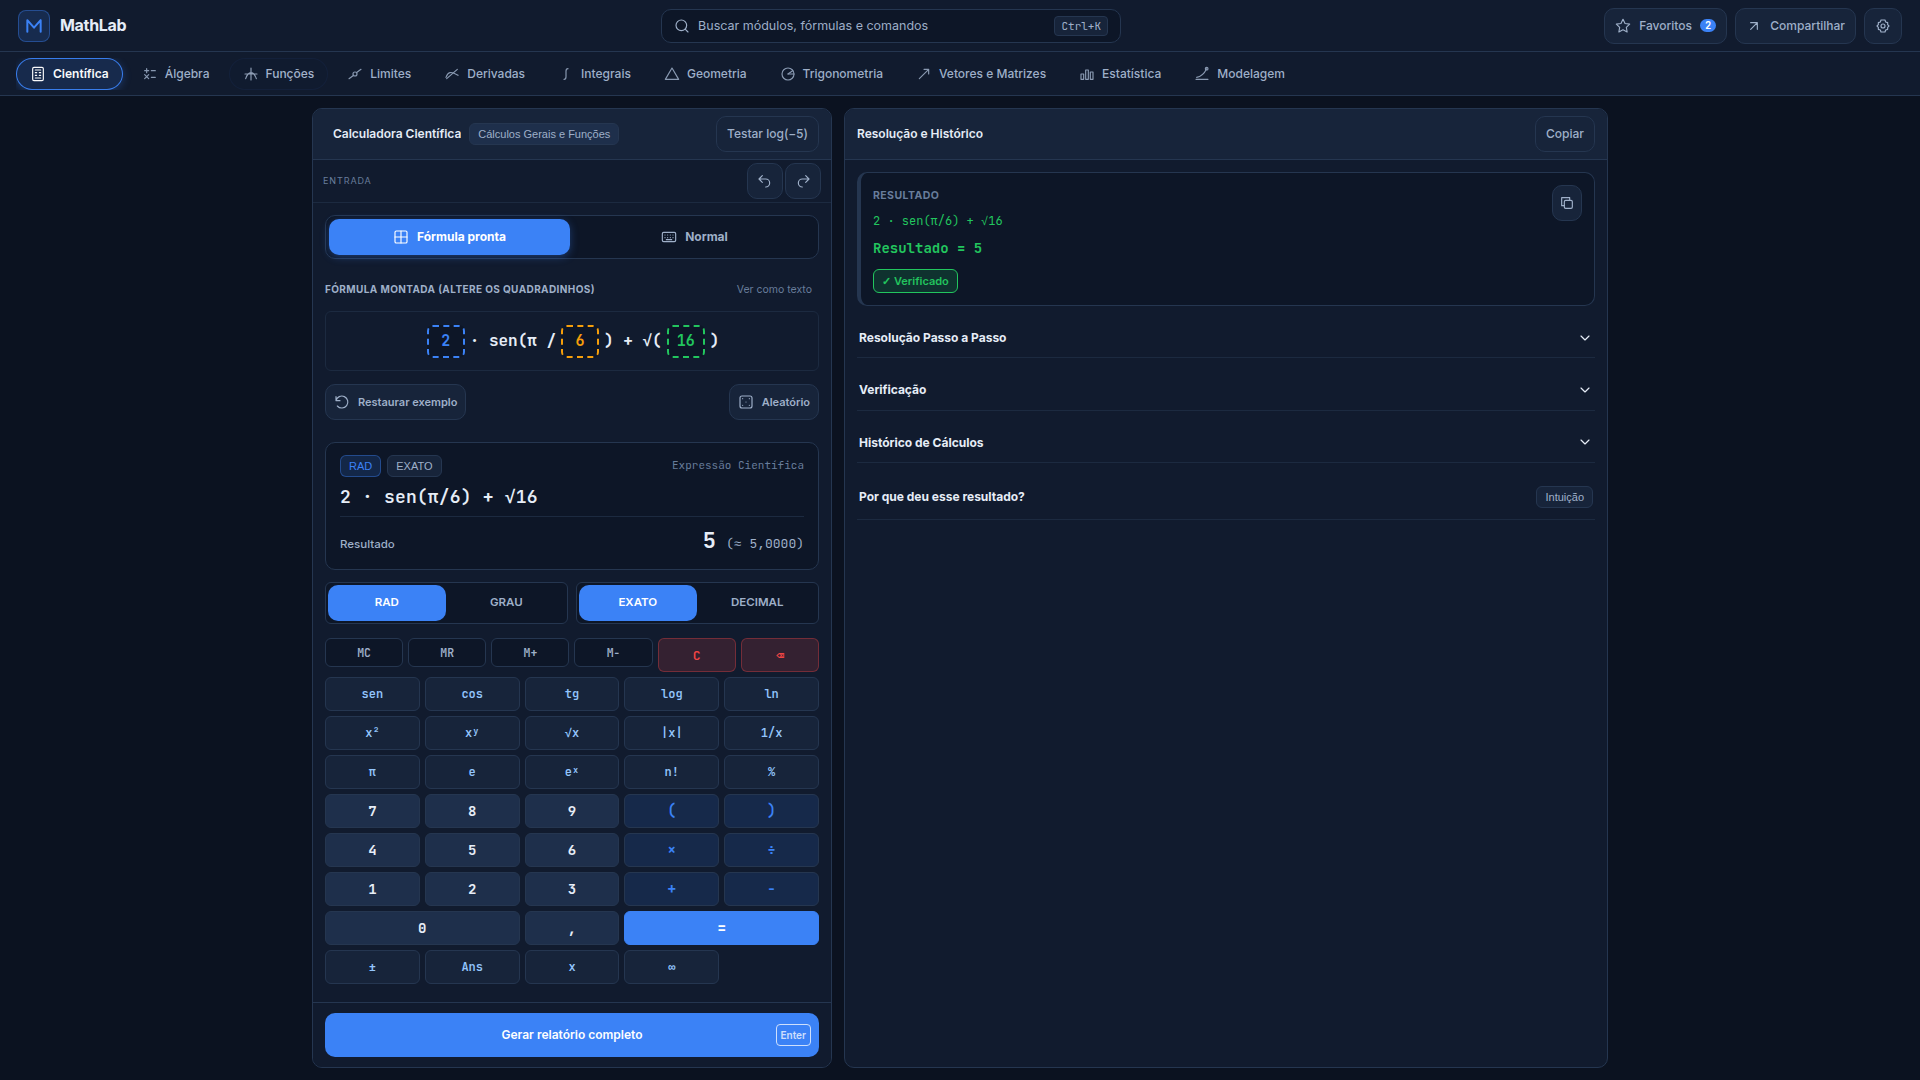 MathLab
Buscar módulos, fórmulas e comandos
Ctrl+K
Favoritos 2
Compartilhar
Científica
Álgebra
Funções
Limites
Derivadas
Integrais
Geometria
Trigonometria
Vetores e Matrizes
Estatística
Modelagem
Calculadora Científica
Cálculos Gerais e Funções
Testar log(−5)
ENTRADA
Fórmula pronta
Normal
FÓRMULA MONTADA (ALTERE OS QUADRADINHOS)
Ver como texto
2 · sen(π / 6 ) + √( 16 )
Restaurar exemplo
Aleatório
RAD
EXATO
Expressão Científica
2 · sen(π/6) + √16
Resultado
5 (≈ 5,0000)
RAD
GRAU
EXATO
DECIMAL
MC MR M+ M- C ⌫
sen cos tg log ln
x² xʸ √x |x| 1/x
π e eˣ n! %
7 8 9 ( )
4 5 6 × ÷
1 2 3 + −
0 , =
± Ans x ∞
Gerar relatório completo
Enter
Resolução e Histórico
Copiar
RESULTADO
2 · sen(π/6) + √16
Resultado = 5
✓ Verificado
Resolução Passo a Passo
Verificação
Histórico de Cálculos
Por que deu esse resultado?
Intuição